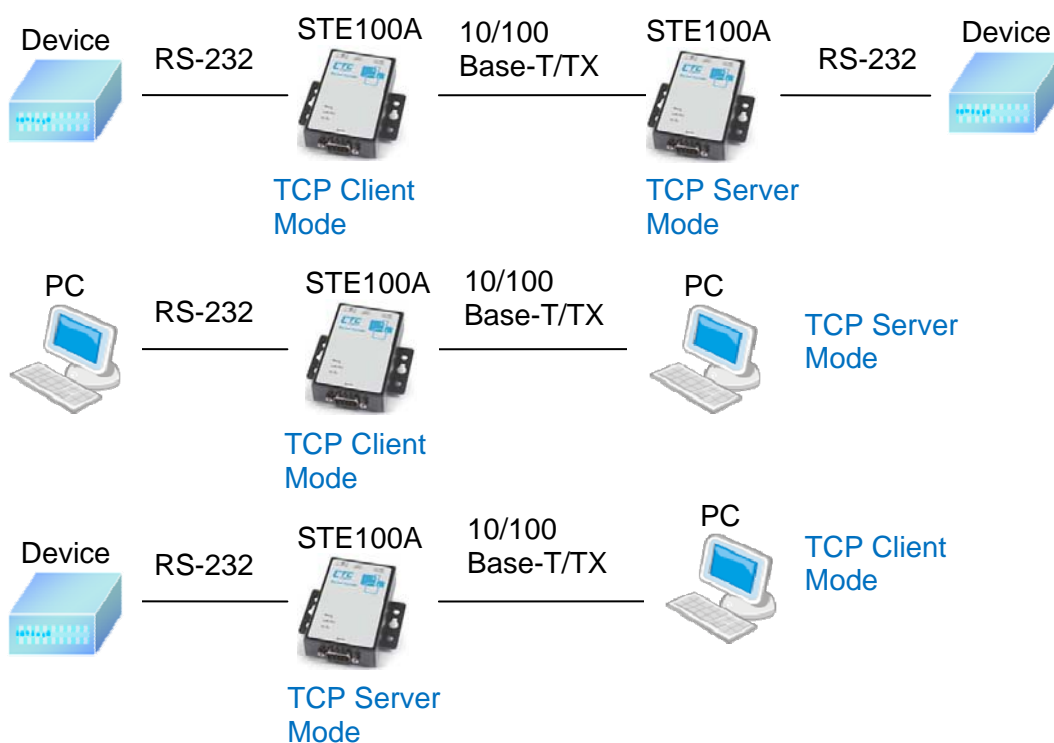 Device
RS-232
STE100A
10/100
Base-T/TX
STE100A
RS-232
Device
TCP Client
Mode
TCP Server
Mode
PC
RS-232
STE100A
10/100
Base-T/TX
PC
TCP Server
Mode
TCP Client
Mode
Device
RS-232
STE100A
10/100
Base-T/TX
PC
TCP Client
Mode
TCP Server
Mode